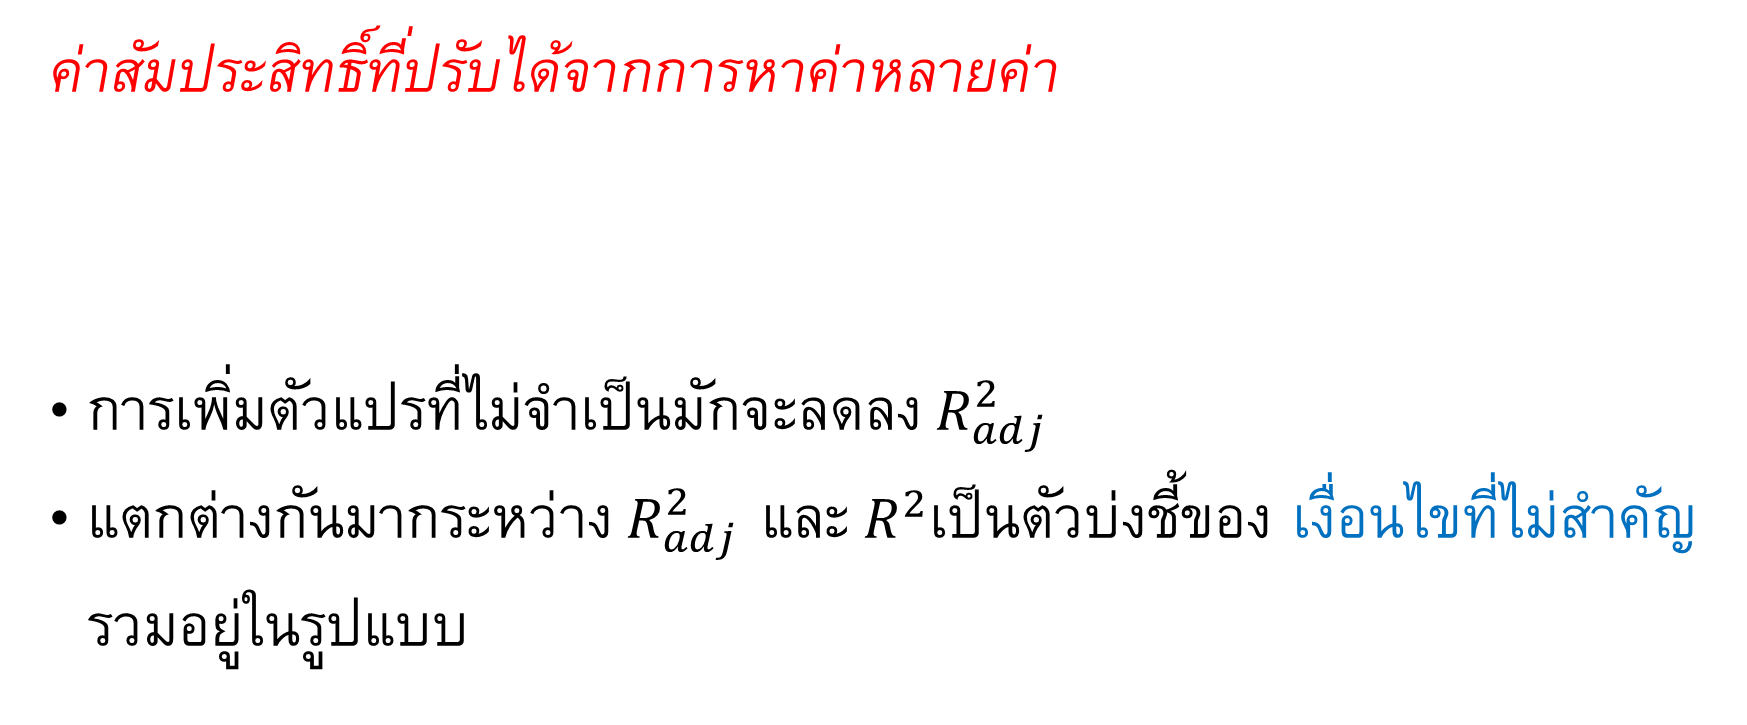 ค่าสัมประสิทธิ์ที่ปรับได้จากการหาค่าหลายค่า
• การเพิ่มตัวแปรที่ไม่จำเป็นมักจะลดลง $R^2_{adj}$
• แตกต่างกันมากระหว่าง $R^2_{adj}$ และ $R^2$เป็นตัวบ่งชี้ของ เงื่อนไขที่ไม่สำคัญ
รวมอยู่ในรูปแบบ